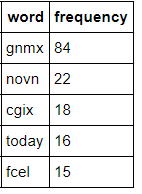 word frequency
gnmx 84
novn 22
cgix 18
today 16
fcel 15